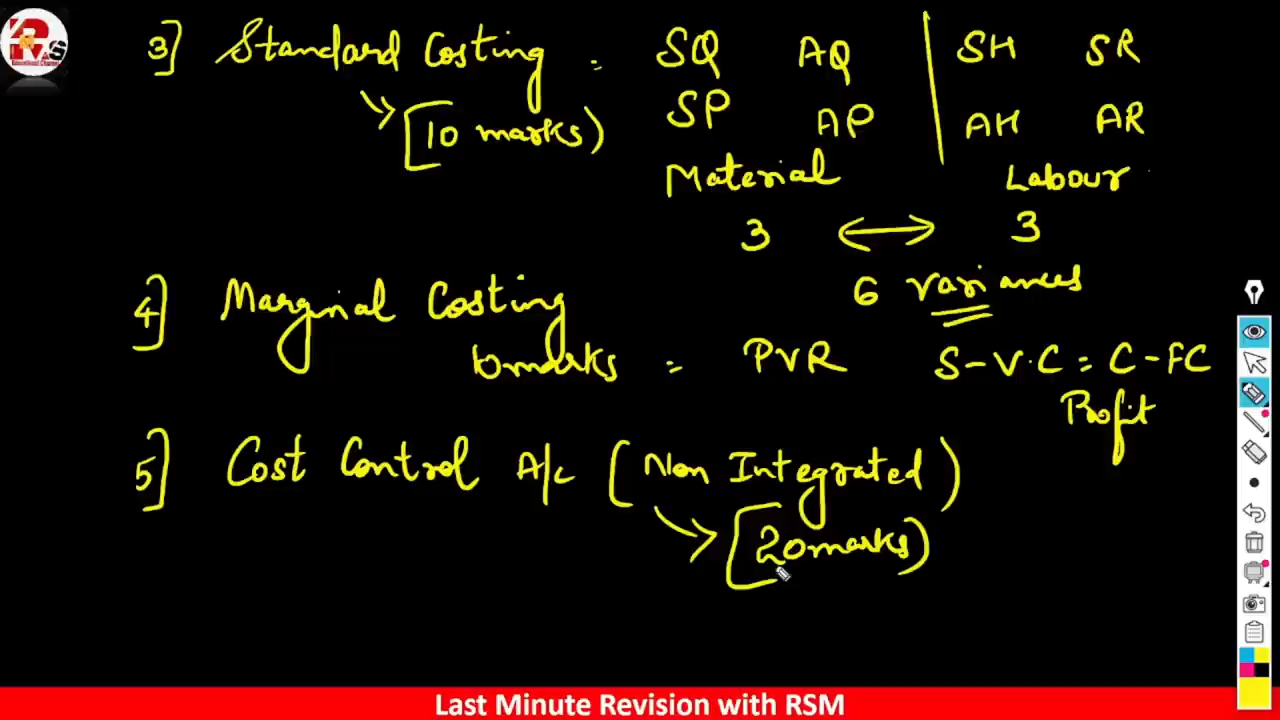 3] Standard Costing = SQ AQ | SH SR
→ [10 marks) SP AP | AH AR
Material Labour
3 ↔ 3
6 variances
4] Marginal Costing
10marks = PVR S-V.C = C-FC
Profit
5] Cost Control A/c (Non Integrated)
→ [20marks)
Last Minute Revision with RSM